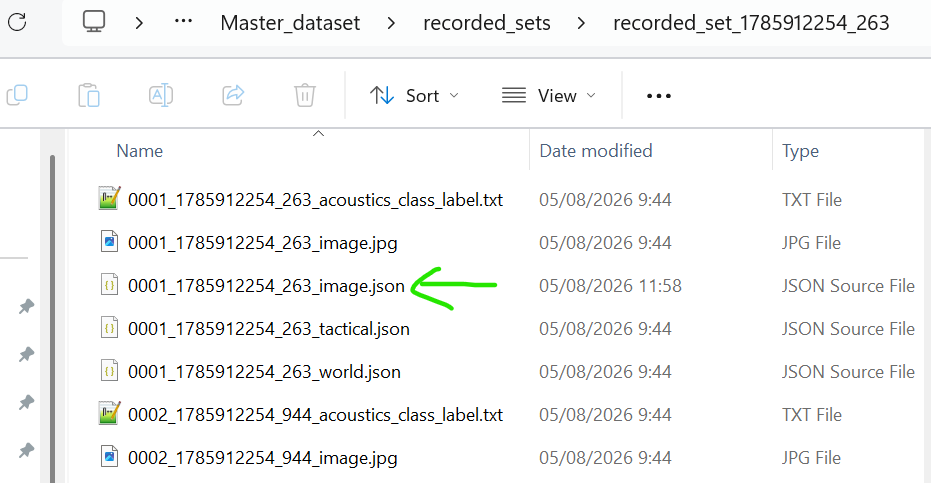 Master_dataset > recorded_sets > recorded_set_1785912254_263
Sort View
Name Date modified Type
0001_1785912254_263_acoustics_class_label.txt 05/08/2026 9:44 TXT File
0001_1785912254_263_image.jpg 05/08/2026 9:44 JPG File
0001_1785912254_263_image.json 05/08/2026 11:58 JSON Source File
0001_1785912254_263_tactical.json 05/08/2026 9:44 JSON Source File
0001_1785912254_263_world.json 05/08/2026 9:44 JSON Source File
0002_1785912254_944_acoustics_class_label.txt 05/08/2026 9:44 TXT File
0002_1785912254_944_image.jpg 05/08/2026 9:44 JPG File